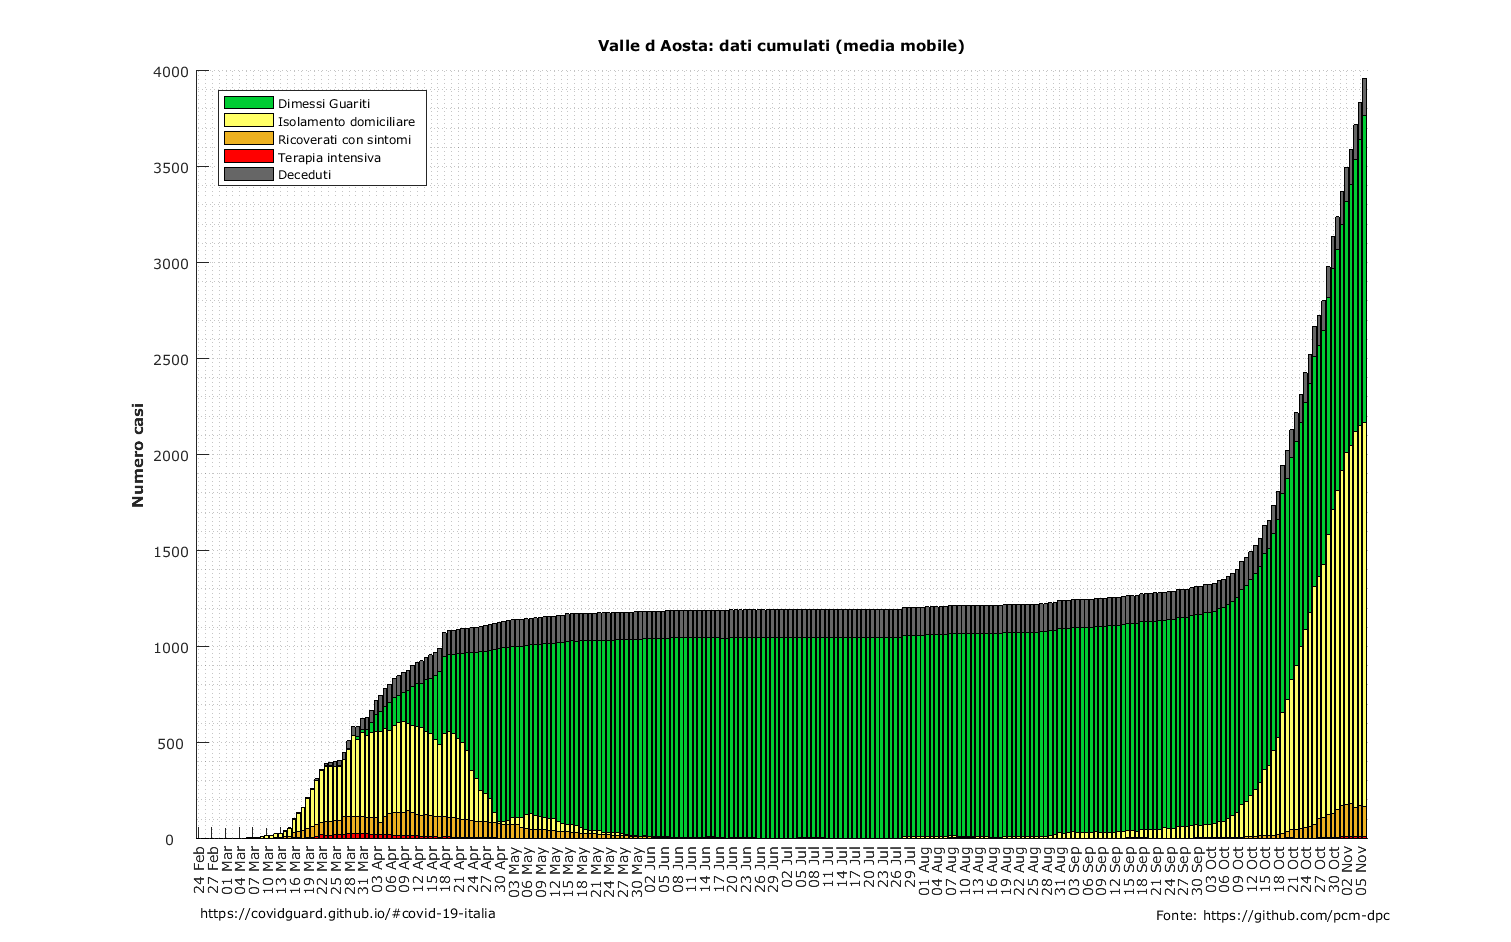 Valle d Aosta: dati cumulati (media mobile)
4000
3500
3000
2500
2000
1500
1000
500
0
Numero casi
Dimessi Guariti
Isolamento domiciliare
Ricoverati con sintomi
Terapia intensiva
Deceduti
24 Feb
27 Feb
01 Mar
04 Mar
07 Mar
10 Mar
13 Mar
16 Mar
19 Mar
22 Mar
25 Mar
28 Mar
31 Mar
03 Apr
06 Apr
09 Apr
12 Apr
15 Apr
18 Apr
21 Apr
24 Apr
27 Apr
30 Apr
03 May
06 May
09 May
12 May
15 May
18 May
21 May
24 May
27 May
30 May
02 Jun
05 Jun
08 Jun
11 Jun
14 Jun
17 Jun
20 Jun
23 Jun
26 Jun
29 Jun
02 Jul
05 Jul
08 Jul
11 Jul
14 Jul
17 Jul
20 Jul
23 Jul
26 Jul
29 Jul
01 Aug
04 Aug
07 Aug
10 Aug
13 Aug
16 Aug
19 Aug
22 Aug
25 Aug
28 Aug
31 Aug
03 Sep
06 Sep
09 Sep
12 Sep
15 Sep
18 Sep
21 Sep
24 Sep
27 Sep
30 Sep
03 Oct
06 Oct
09 Oct
12 Oct
15 Oct
18 Oct
21 Oct
24 Oct
27 Oct
30 Oct
02 Nov
05 Nov
https://covidguard.github.io/#covid-19-italia
Fonte: https://github.com/pcm-dpc